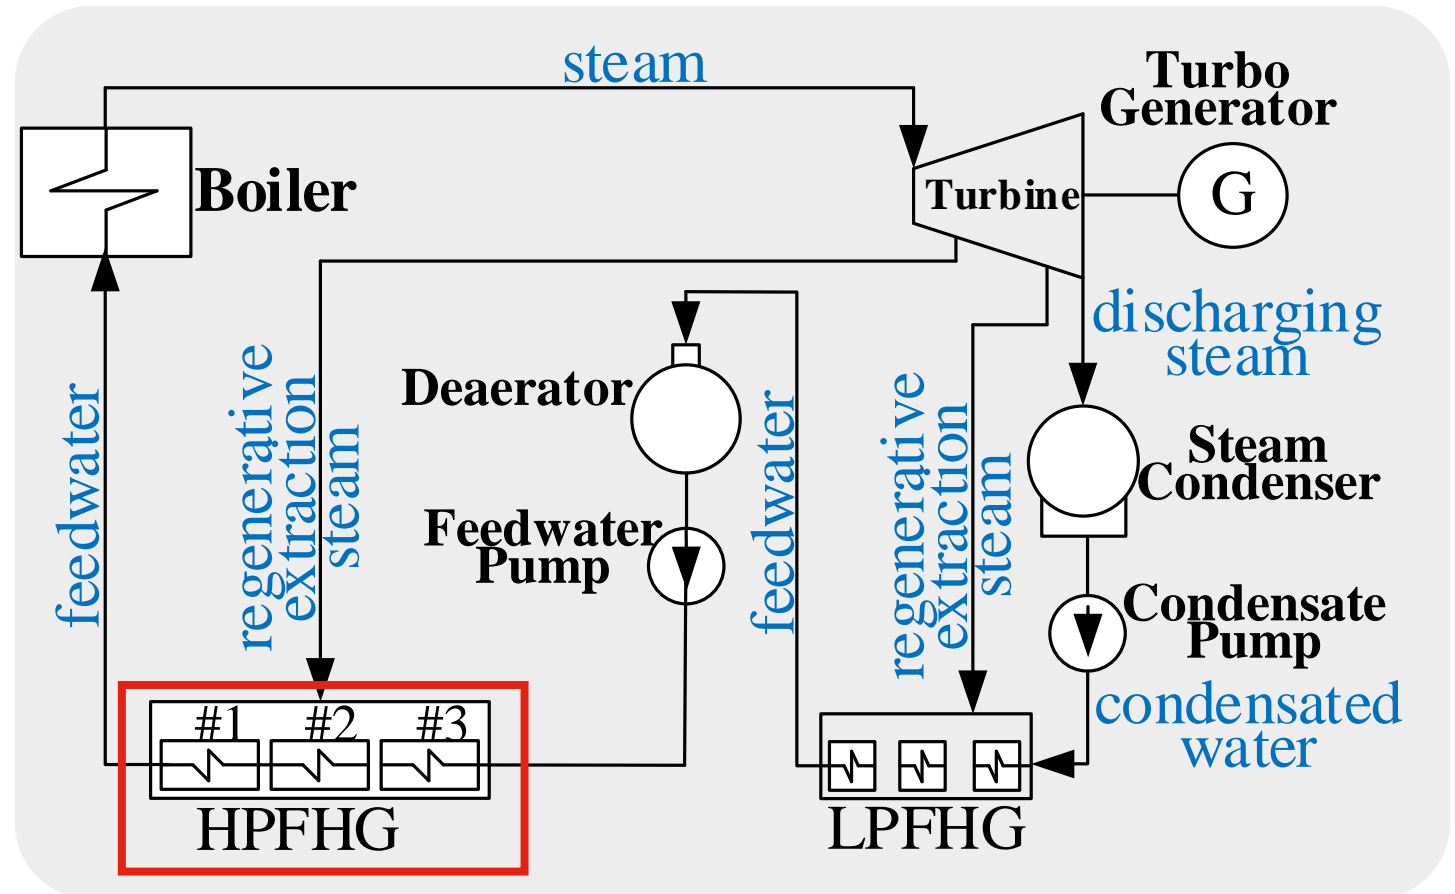 steam
Turbo
Generator
Boiler
Turbine
G
discharging
steam
Deaerator
Steam
Condenser
feedwater
regenerative
extraction
steam
Feedwater
Pump
feedwater
regenerative
extraction
steam
Condensate
Pump
condensated
water
#1 #2 #3
HPFHG
LPFHG